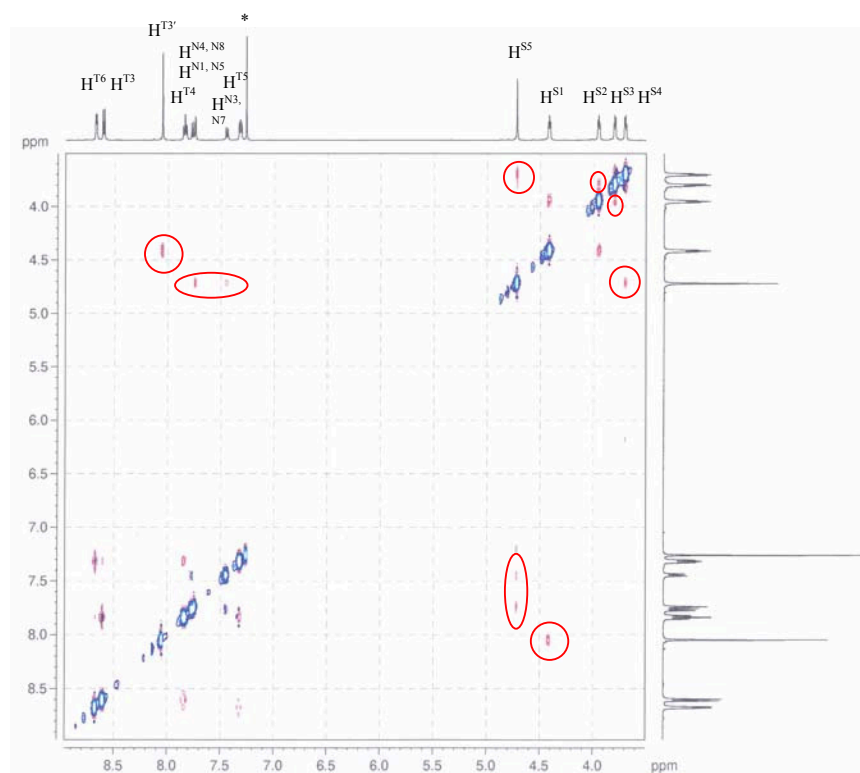 *
H^T3′
H^N4, N8
H^S5
H^N1, N5
H^T6 H^T3
H^T5
H^T4
H^N3,
N7
H^S1
H^S2 H^S3 H^S4
ppm
4.0
4.5
5.0
5.5
6.0
6.5
7.0
7.5
8.0
8.5
8.5 8.0 7.5 7.0 6.5 6.0 5.5 5.0 4.5 4.0 ppm